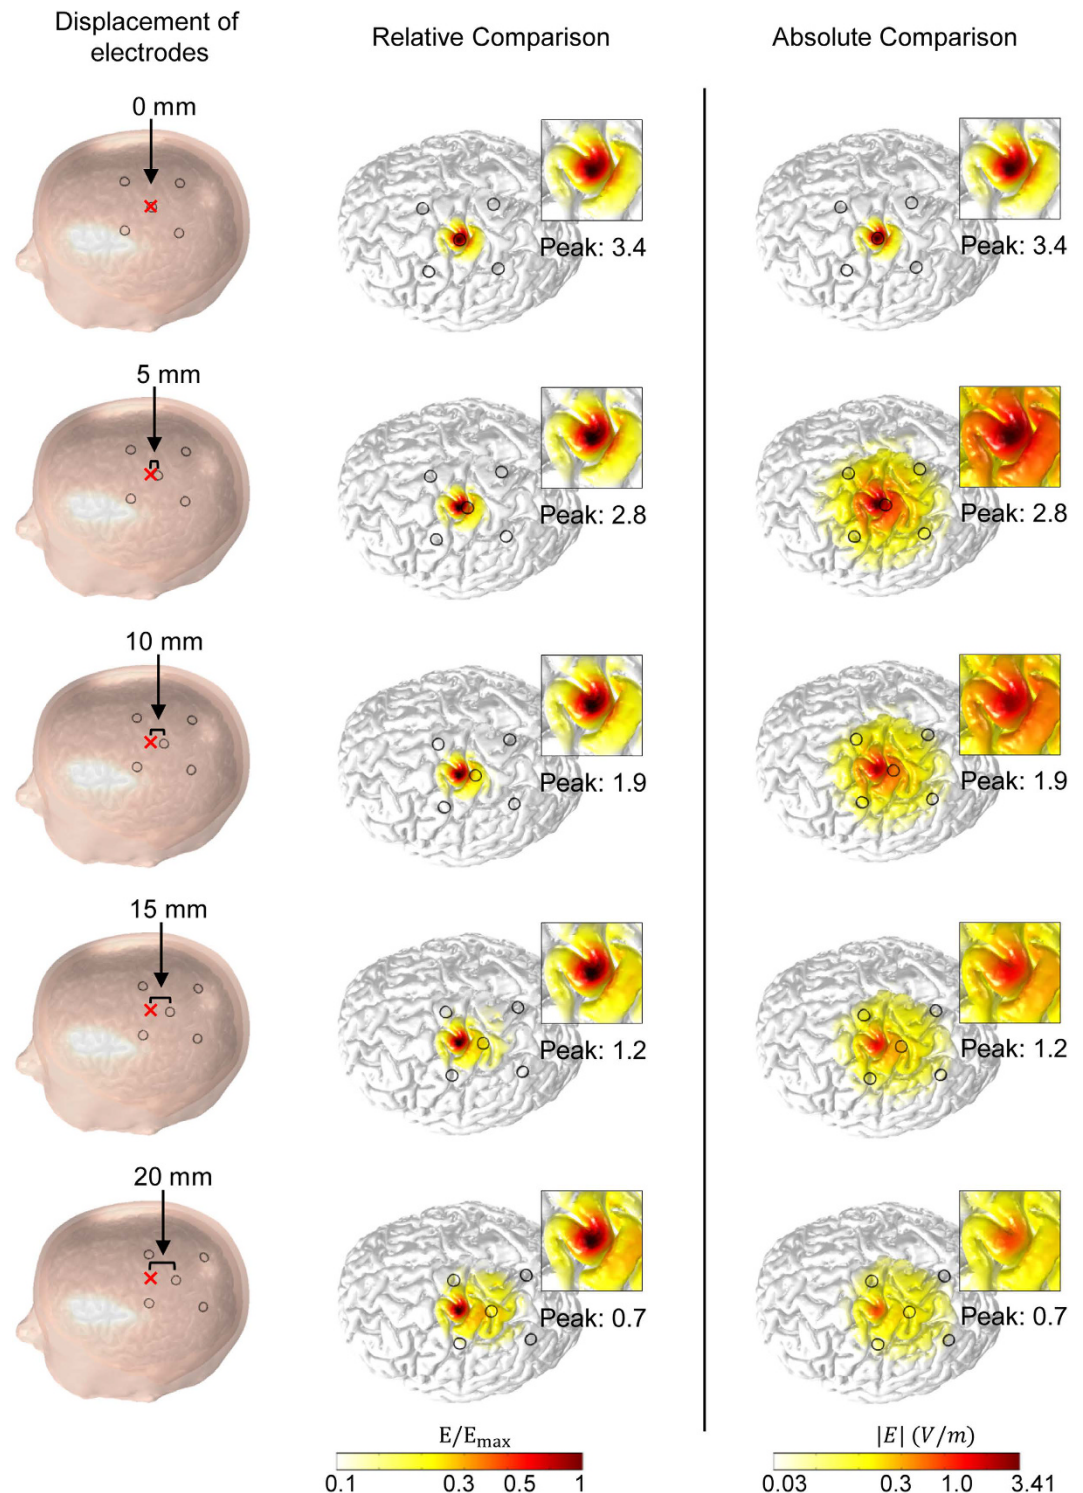 Displacement of
electrodes
Relative Comparison
Absolute Comparison
0 mm
Peak: 3.4
Peak: 3.4
5 mm
Peak: 2.8
Peak: 2.8
10 mm
Peak: 1.9
Peak: 1.9
15 mm
Peak: 1.2
Peak: 1.2
20 mm
Peak: 0.7
Peak: 0.7
E/Emax
0.1 0.3 0.5 1
|E| (V/m)
0.03 0.3 1.0 3.41